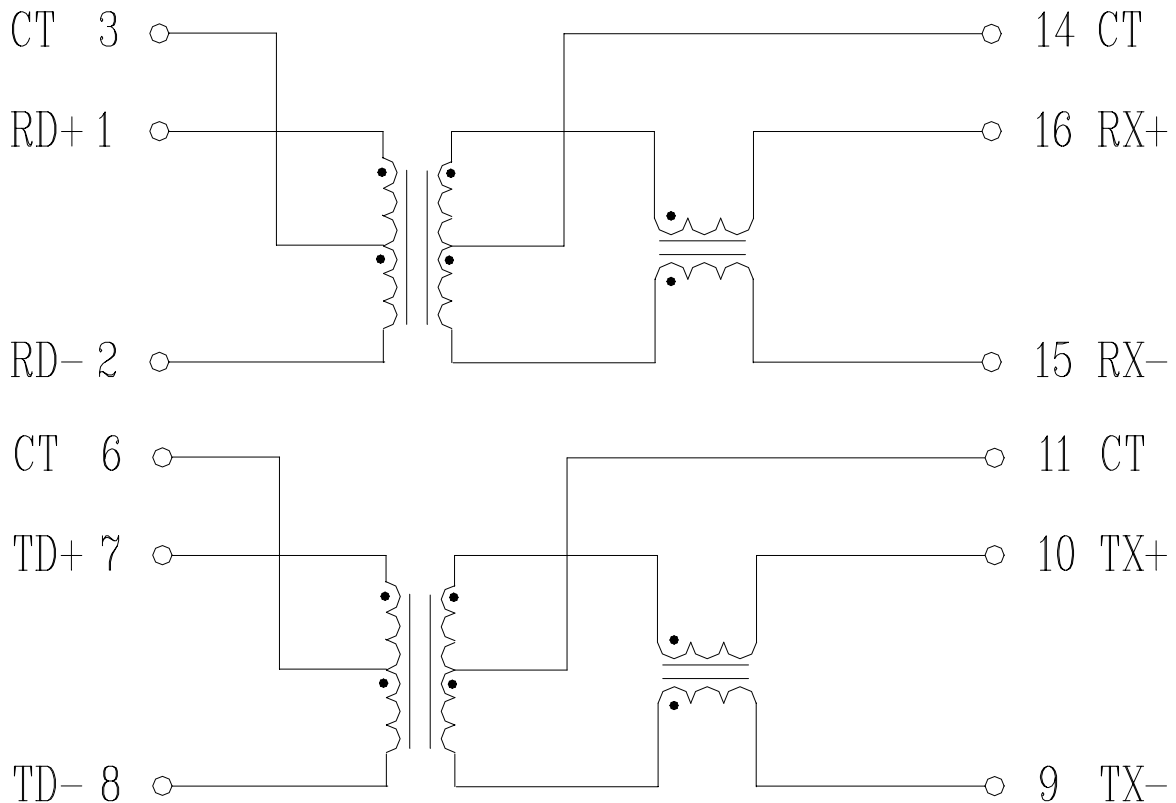 CT 3 14 CT
RD+ 1 16 RX+
RD- 2 15 RX-
CT 6 11 CT
TD+ 7 10 TX+
TD- 8 9 TX-